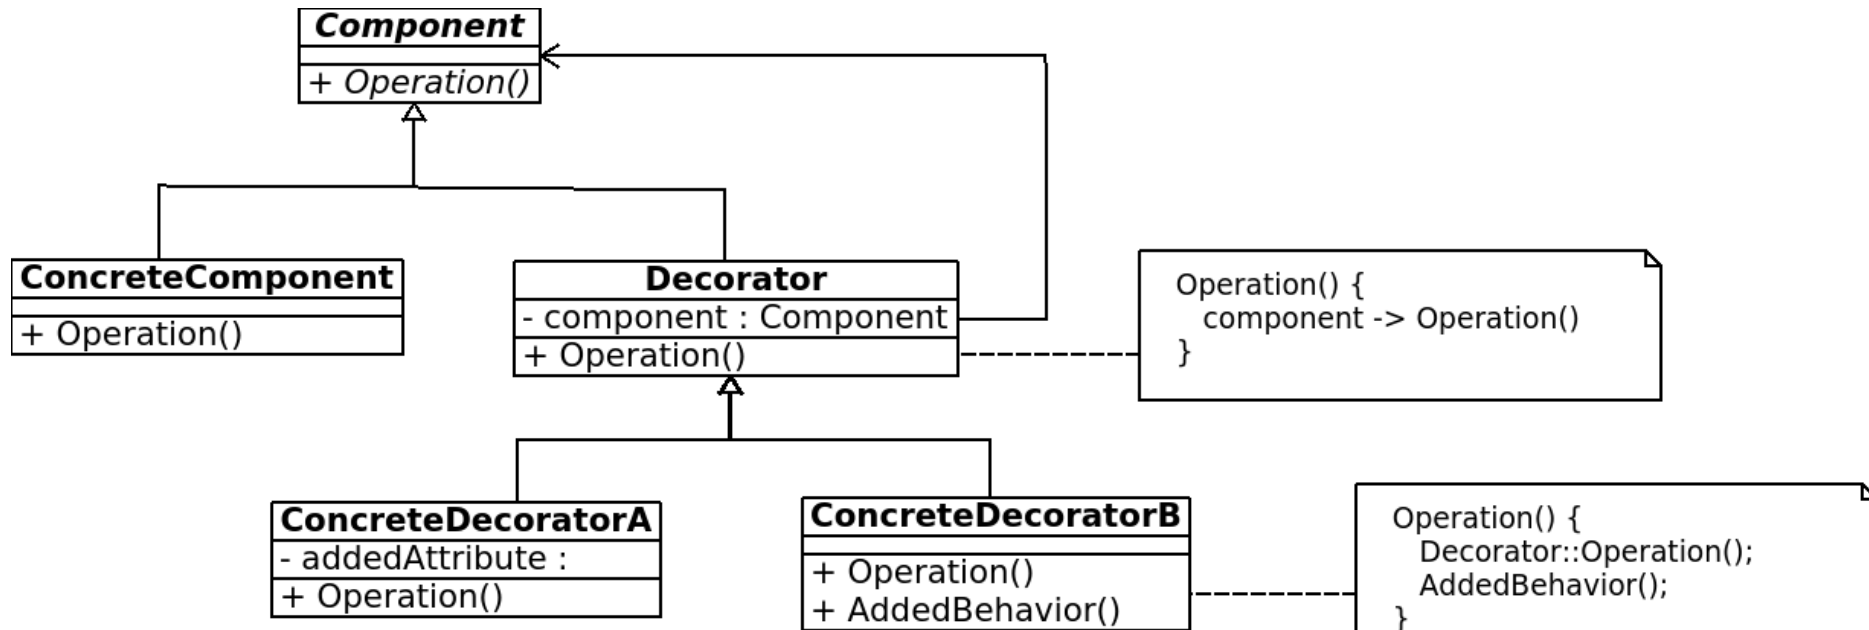 Component
+ Operation()
ConcreteComponent
+ Operation()
Decorator
- component : Component
+ Operation()
Operation() {
component -> Operation()
}
ConcreteDecoratorA
- addedAttribute :
+ Operation()
ConcreteDecoratorB
+ Operation()
+ AddedBehavior()
Operation() {
Decorator::Operation();
AddedBehavior();
}